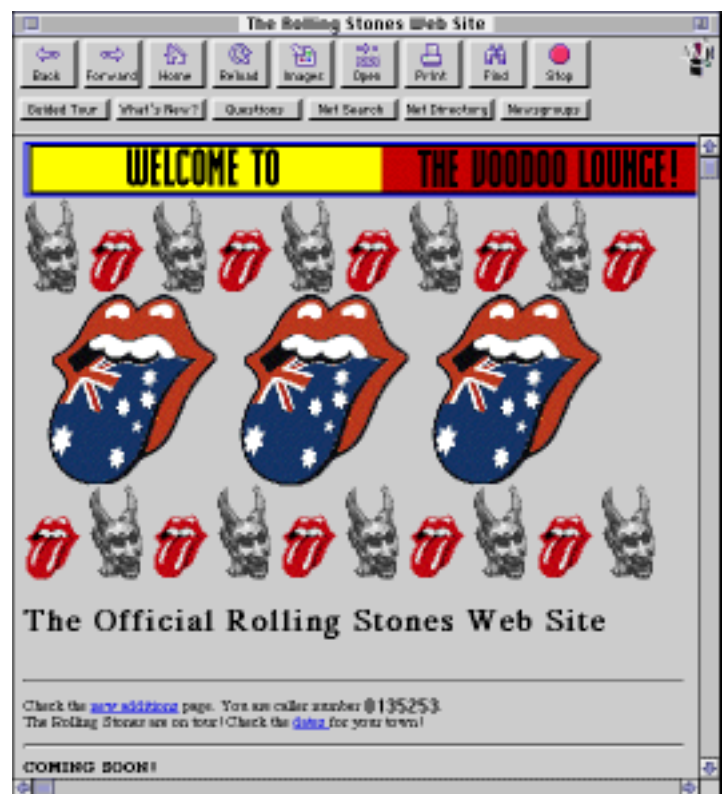 The Rolling Stones Web Site
Back Forward Home Reload Images Open Print Find Stop
Guided Tour What's New? Questions Net Search Net Directory Newsgroups
WELCOME TO THE VOODOO LOUNGE!
The Official Rolling Stones Web Site
Check the new additions page. You are caller number 0135253.
The Rolling Stones are on tour! Check the dates for your town!
COMING SOON!